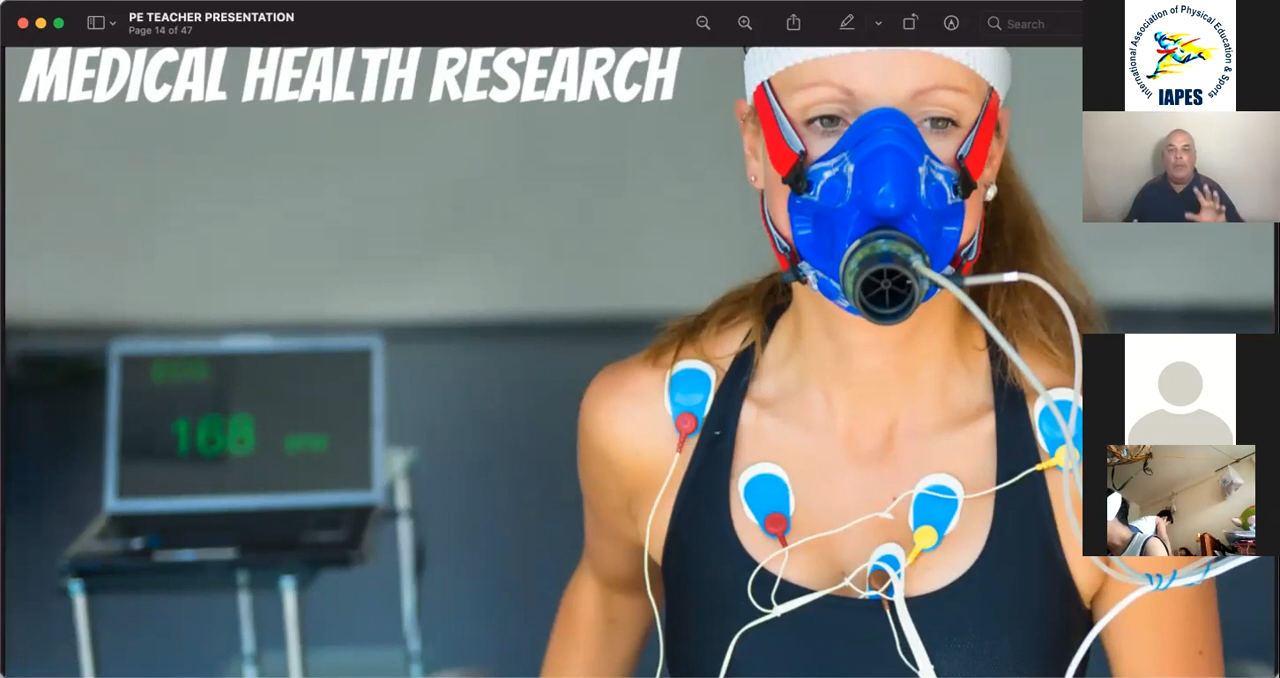 PE TEACHER PRESENTATION
Page 14 of 47
Search
MEDICAL HEALTH RESEARCH
168
International Association of Physical Education & Sports
IAPES